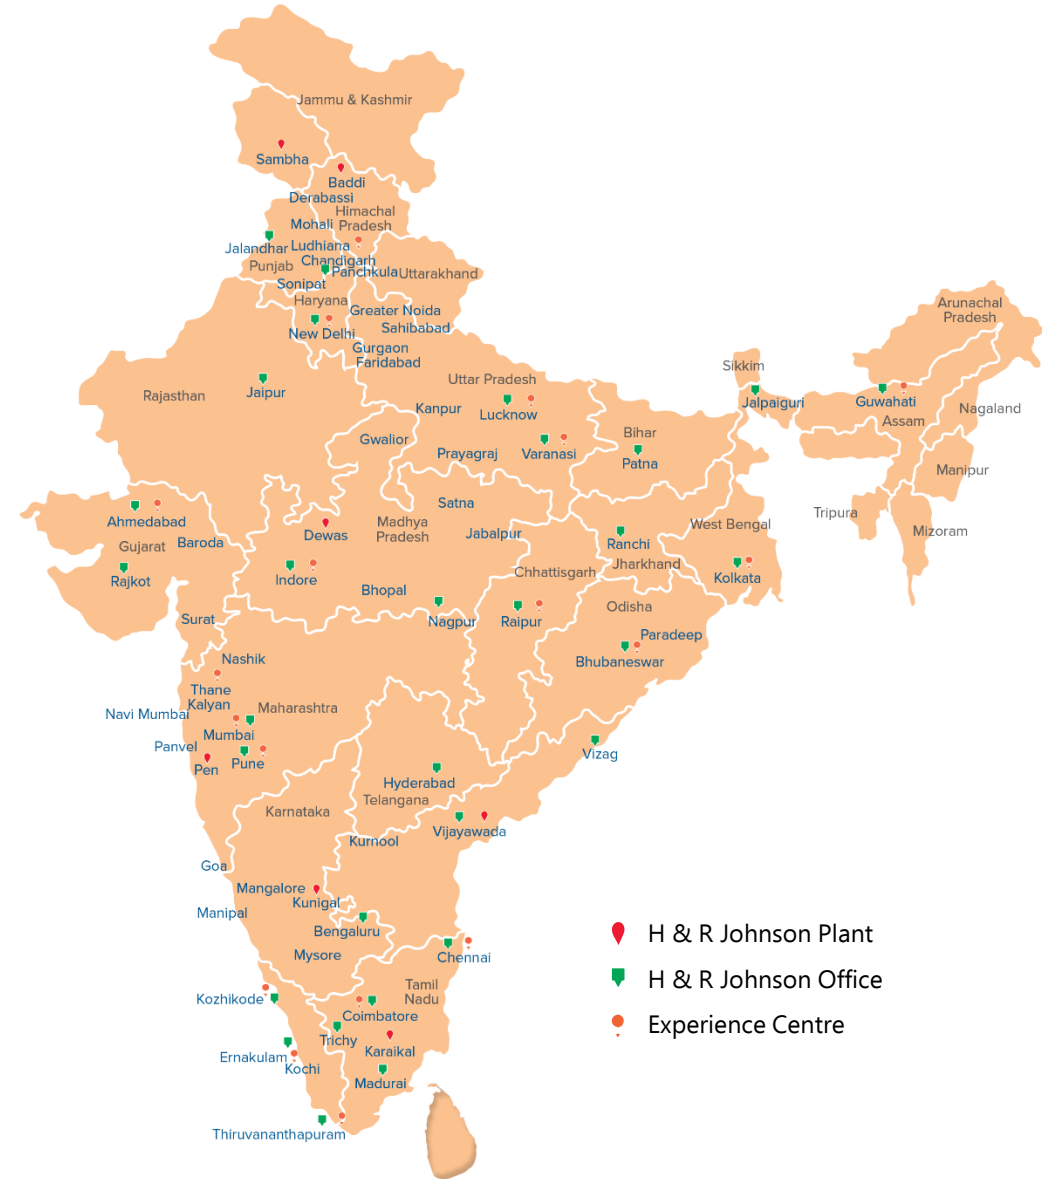 Jammu & Kashmir
Sambha
Baddi
Derabassi
Himachal
Pradesh
Mohali
Jalandhar
Ludhiana
Chandigarh
Punjab
Panchkula
Uttarakhand
Sonipat
Haryana
Greater Noida
Sahibabad
New Delhi
Gurgaon
Faridabad
Arunachal
Pradesh
Sikkim
Uttar Pradesh
Rajasthan
Jaipur
Kanpur
Lucknow
Jalpaiguri
Guwahati
Assam
Nagaland
Gwalior
Prayagraj
Varanasi
Bihar
Patna
Manipur
Satna
Tripura
Mizoram
Ahmedabad
Gujarat
Baroda
Rajkot
Dewas
Madhya
Pradesh
Jabalpur
Ranchi
West Bengal
Jharkhand
Chhattisgarh
Kolkata
Indore
Bhopal
Surat
Nagpur
Raipur
Odisha
Paradeep
Bhubaneswar
Nashik
Thane
Kalyan
Navi Mumbai
Maharashtra
Mumbai
Panvel
Pen
Pune
Vizag
Hyderabad
Telangana
Karnataka
Vijayawada
Kurnool
Goa
Mangalore
Kunigal
Manipal
Bengaluru
Mysore
Chennai
Tamil
Nadu
Kozhikode
Coimbatore
Trichy
Karaikal
Ernakulam
Kochi
Madurai
Thiruvananthapuram
H & R Johnson Plant
H & R Johnson Office
Experience Centre